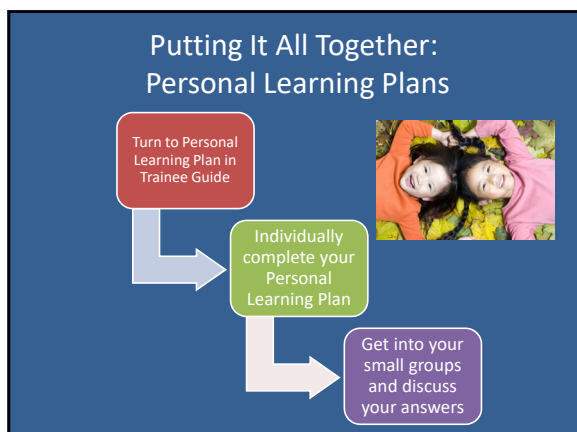 Putting It All Together:
Personal Learning Plans
Turn to Personal
Learning Plan in
Trainee Guide
Individually
complete your
Personal
Learning Plan
Get into your
small groups
and discuss
your answers